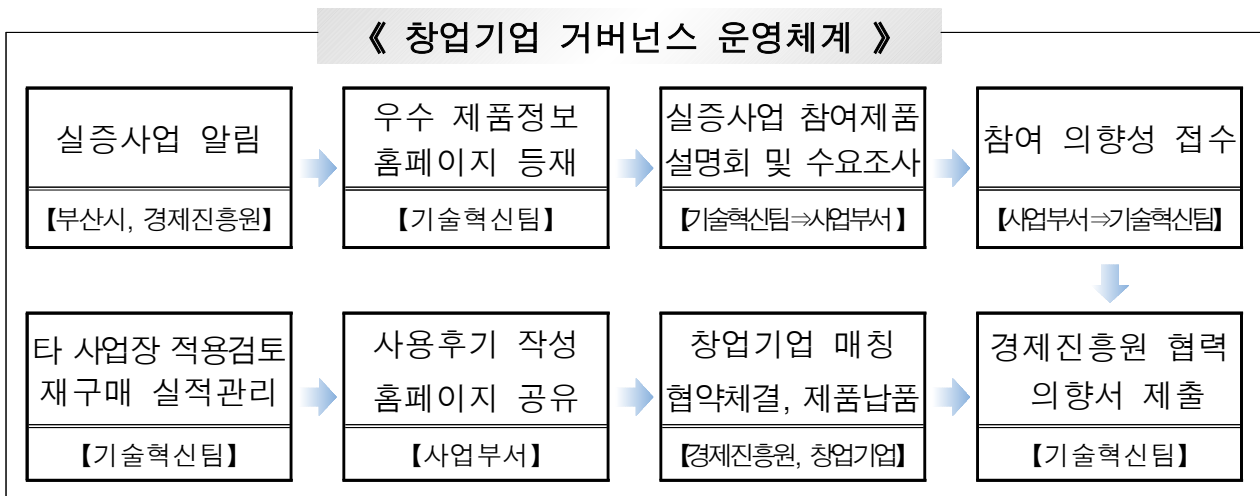 《 창업기업 거버넌스 운영체계 》
실증사업 알림
【부산시, 경제진흥원】
우수 제품정보
홈페이지 등재
【기술혁신팀】
실증사업 참여제품
설명회 및 수요조사
【기술혁신팀⇒사업부서】
참여 의향성 접수
【사업부서⇒기술혁신팀】
타 사업장 적용검토
재구매 실적관리
【기술혁신팀】
사용후기 작성
홈페이지 공유
【사업부서】
창업기업 매칭
협약체결, 제품납품
【경제진흥원, 창업기업】
경제진흥원 협력
의향서 제출
【기술혁신팀】